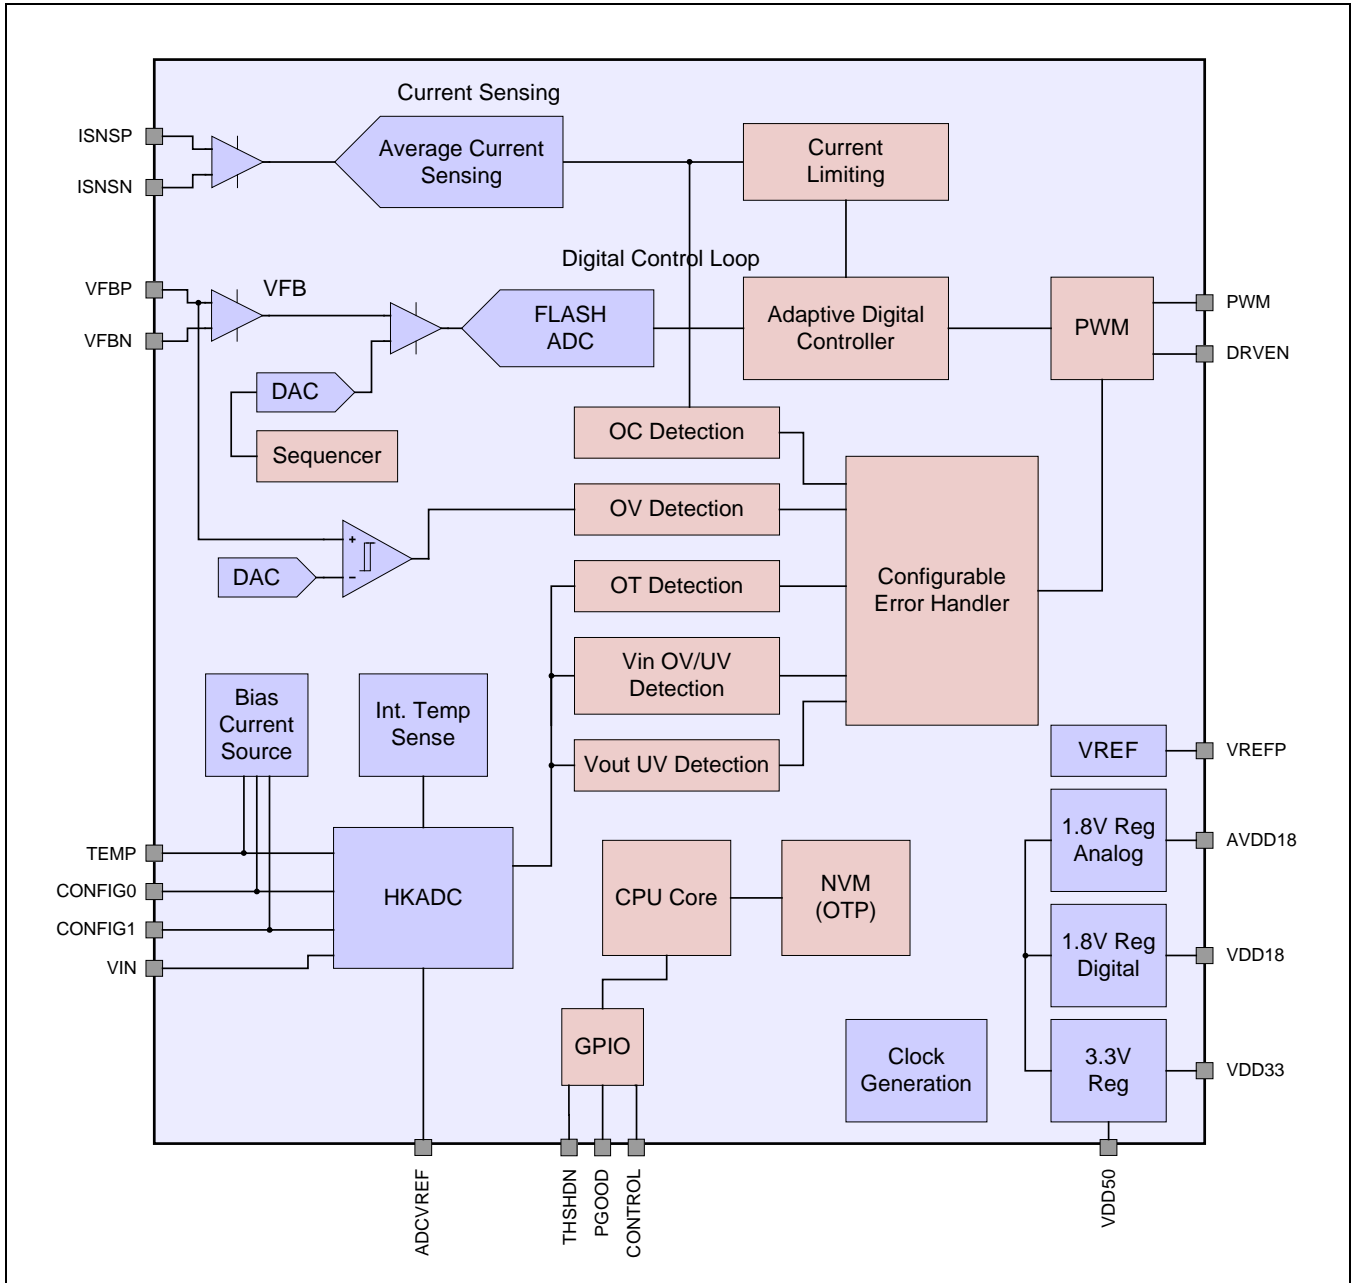 Current Sensing
ISNSP
ISNSN
Average Current
Sensing
Current
Limiting
Digital Control Loop
VFBP
VFBN
VFB
FLASH
ADC
Adaptive Digital
Controller
PWM
PWM
DRVEN
DAC
Sequencer
OC Detection
OV Detection
+
−
DAC
OT Detection
Configurable
Error Handler
Vin OV/UV
Detection
Bias
Current
Source
Int. Temp
Sense
Vout UV Detection
VREF
VREFP
TEMP
CONFIG0
CONFIG1
VIN
HKADC
CPU Core
NVM
(OTP)
1.8V Reg
Analog
AVDD18
1.8V Reg
Digital
VDD18
GPIO
Clock
Generation
3.3V
Reg
VDD33
ADCVREF
THSHDN
PGOOD
CONTROL
VDD50